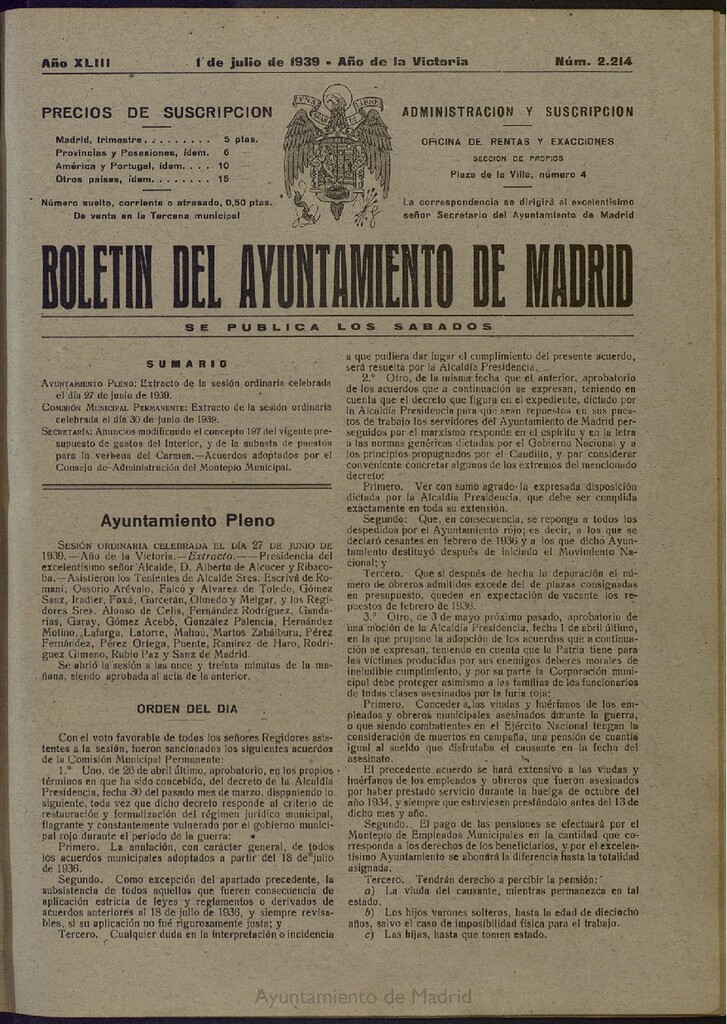 Año XLIII 1 de julio de 1939 - Año de la Victoria Núm. 2.214
PRECIOS DE SUSCRIPCION
Madrid, trimestre......... 5 ptas.
Provincias y Posesiones, ídem. 6 —
América y Portugal, ídem.... 10
Otros países, ídem........ 15
Número suelto, corriente o atrasado, 0,50 ptas.
De venta en la Tercena municipal
ADMINISTRACION Y SUSCRIPCION
OFICINA DE RENTAS Y EXACCIONES
SECCION DE PROPIOS
Plaza de la Villa, número 4
La correspondencia se dirigirá al excelentísimo
señor Secretario del Ayuntamiento de Madrid
BOLETIN DEL AYUNTAMIENTO DE MADRID
SE PUBLICA LOS SABADOS
SUMARIO
AYUNTAMIENTO PLENO: Extracto de la sesión ordinaria celebrada
el día 27 de junio de 1939.
COMISIÓN MUNICIPAL PERMANENTE: Extracto de la sesión ordinaria
celebrada el día 30 de junio de 1939.
SECRETARÍA: Anuncios modificando el concepto 197 del vigente pre-
supuesto de gastos del Interior, y de la subasta de puestos
para la verbena del Carmen.—Acuerdos adoptados por el
Consejo de Administración del Montepío Municipal.
Ayuntamiento Pleno
SESIÓN ORDINARIA CELEBRADA EL DÍA 27 DE JUNIO DE
1939.—Año de la Victoria.—Extracto.—Presidencia del
excelentísimo señor Alcalde, D. Alberto de Alcocer y Ribaco-
ba.—Asistieron los Tenientes de Alcalde Sres. Escrivá de Ro-
maní, Ossorio Arévalo, Falcó y Alvarez de Toledo, Gómez
Sanz, Iradier, Foxá, Garcerán, Olmedo y Melgar, y los Regi-
dores Sres. Alonso de Celis, Fernández Rodríguez, Ganda-
rias, Garay, Gómez Acebó, González Palencia, Hernández
Molino, Lafarga, Latorre, Mahou, Martos Zabálburu, Pérez
Fernández, Pérez Ortega, Puente, Ramírez de Haro, Rodrí-
guez Gimeno, Rubio Paz y Sanz de Madrid.
Se abrió la sesión a las once y treinta minutos de la ma-
ñana, siendo aprobada al acta de la anterior.
ORDEN DEL DIA
Con el voto favorable de todos los señores Regidores asis-
tentes a la sesión, fueron sancionados los siguientes acuerdos
de la Comisión Municipal Permanente:
1.º Uno, de 26 de abril último, aprobatorio, en los propios
términos en que ha sido concebido, del decreto de la Alcaldía
Presidencia, fecha 30 del pasado mes de marzo, disponiendo lo
siguiente, toda vez que dicho decreto responde al criterio de
restauración y formalización del régimen jurídico municipal,
flagrante y constantemente vulnerado por el gobierno munici-
pal rojo durante el período de la guerra:
Primero. La anulación, con carácter general, de todos
los acuerdos municipales adoptados a partir del 18 de julio
de 1936.
Segundo. Como excepción del apartado precedente, la
subsistencia de todos aquellos que fueren consecuencia de
aplicación estricta de leyes y reglamentos o derivados de
acuerdos anteriores al 18 de julio de 1936, y siempre revisa-
bles, si su aplicación no fué rigurosamente justa; y
Tercero. Cualquier duda en la interpretación o incidencia
a que pudiera dar lugar el cumplimiento del presente acuerdo,
será resuelta por la Alcaldía Presidencia.
2.º Otro, de la misma fecha que el anterior, aprobatorio
de los acuerdos que a continuación se expresan, teniendo en
cuenta que el decreto que figura en el expediente, dictado por
la Alcaldía Presidencia para que sean repuestos en sus pues-
tos de trabajo los servidores del Ayuntamiento de Madrid per-
seguidos por el marxismo responde en el espíritu y en la letra
a las normas genéricas dictadas por el Gobierno Nacional y a
los principios propugnados por el Caudillo, y por considerar
conveniente concretar algunos de los extremos del mencionado
decreto:
Primero. Ver con sumo agrado la expresada disposición
dictada por la Alcaldía Presidencia, que debe ser cumplida
exactamente en toda su extensión.
Segundo: Que, en consecuencia, se reponga a todos los
despedidos por el Ayuntamiento rojo; es decir, a los que se
declaró cesantes en febrero de 1936 y a los que dicho Ayun-
tamiento destituyó después de iniciado el Movimiento Na-
cional; y
Tercero. Que si después de hecha la depuración el nú-
mero de obreros admitidos excede del de plazas consignadas
en presupuesto, queden en expectación de vacante los re-
puestos de febrero de 1936.
3.º Otro, de 3 de mayo próximo pasado, aprobatorio de
una moción de la Alcaldía Presidencia, fecha 1 de abril último,
en la que propone la adopción de los acuerdos que a continua-
ción se expresan, teniendo en cuenta que la Patria tiene para
las víctimas producidas por sus enemigos deberes morales de
ineludible cumplimiento, y por su parte la Corporación muni-
cipal debe proteger asimismo a las familias de los funcionarios
de todas clases asesinados por la furia roja:
Primero. Conceder a las viudas y huérfanos de los em-
pleados y obreros municipales asesinados durante la guerra,
o que siendo combatientes en el Ejército Nacional tengan la
consideración de muertos en campaña, una pensión de cuantía
igual al sueldo que disfrutaba el causante en la fecha del
asesinato.
El precedente acuerdo se hará extensivo a las viudas y
huérfanos de los empleados y obreros que fueron asesinados
por haber prestado servicio durante la huelga de octubre del
año 1934, y siempre que estuviesen prestándolo antes del 13 de
dicho mes y año.
Segundo. El pago de las pensiones se efectuará por el
Montepío de Empleados Municipales en la cantidad que co-
rresponda a los derechos de los beneficiarios, y por el excelen-
tísimo Ayuntamiento se abonará la diferencia hasta la totalidad
asignada.
Tercero. Tendrán derecho a percibir la pensión:
a) La viuda del causante, mientras permanezca en tal
estado.
b) Los hijos varones solteros, hasta la edad de dieciocho
años, salvo el caso de imposibilidad física para el trabajo.
c) Las hijas, hasta que tomen estado.
Ayuntamiento de Madrid